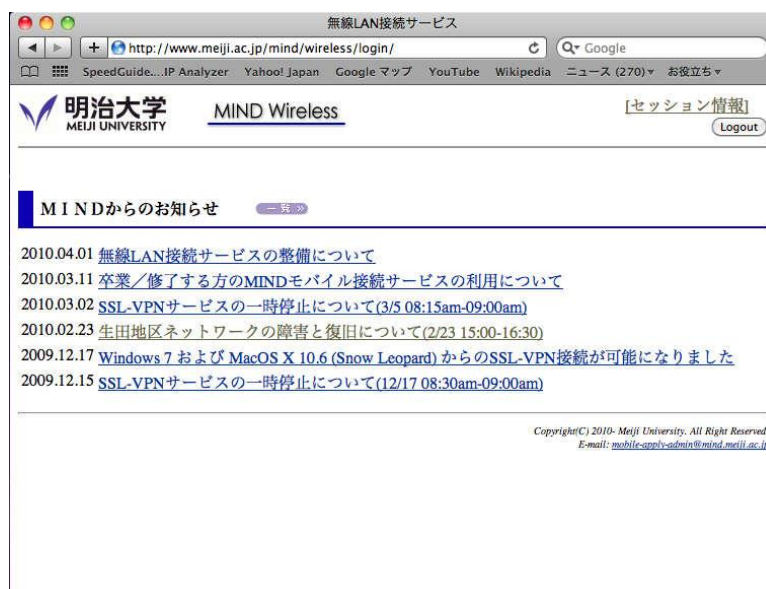 無線LAN接続サービス
http://www.meiji.ac.jp/mind/wireless/login/
Google
SpeedGuide....IP Analyzer Yahoo! Japan Google マップ YouTube Wikipedia ニュース (270)▾ お役立ち▾
明治大学
MEIJI UNIVERSITY
MIND Wireless
[セッション情報]
Logout
ＭＩＮＤからのお知らせ
一覧 »
2010.04.01 無線LAN接続サービスの整備について
2010.03.11 卒業／修了する方のMINDモバイル接続サービスの利用について
2010.03.02 SSL-VPNサービスの一時停止について(3/5 08:15am-09:00am)
2010.02.23 生田地区ネットワークの障害と復旧について(2/23 15:00-16:30)
2009.12.17 Windows 7 および MacOS X 10.6 (Snow Leopard) からのSSL-VPN接続が可能になりました
2009.12.15 SSL-VPNサービスの一時停止について(12/17 08:30am-09:00am)
Copyright(C) 2010- Meiji University. All Right Reserved
E-mail: mobile-apply-admin@mind.meiji.ac.jp